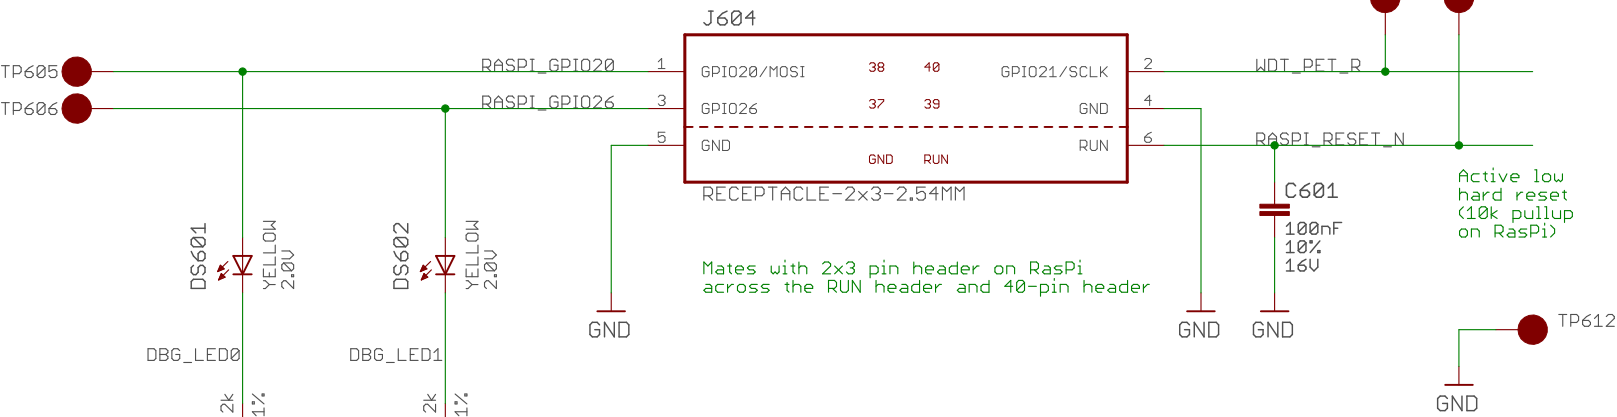 J604
TP605
RASPI_GPIO20
1
GPIO20/MOSI
38
40
GPIO21/SCLK
2
WDT_PET_R
TP606
RASPI_GPIO26
3
GPIO26
37
39
GND
4
5
GND
GND
RUN
RUN
6
RASPI_RESET_N
RECEPTACLE-2x3-2.54MM
Active low
hard reset
(10k pullup
on RasPi)
C601
100nF
10%
16V
DS601
YELLOW
2.0V
DS602
YELLOW
2.0V
Mates with 2x3 pin header on RasPi
across the RUN header and 40-pin header
GND
GND
GND
TP612
DBG_LED0
DBG_LED1
2k
1%
2k
1%
GND